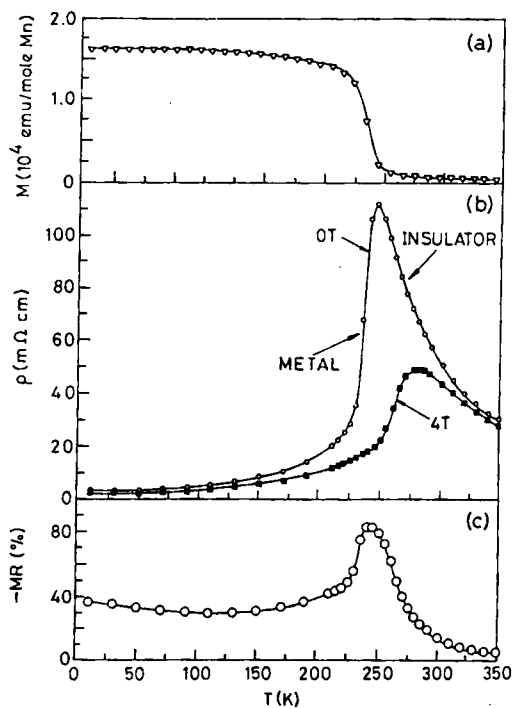 2.0
(a)
1.0
0
M (10⁴ emu/mole Mn)
(b)
100
80
60
40
20
0
ρ (mΩ cm)
0T
INSULATOR
METAL
4T
(c)
80
40
0
-MR (%)
0 50 100 150 200 250 300 350
T(K)